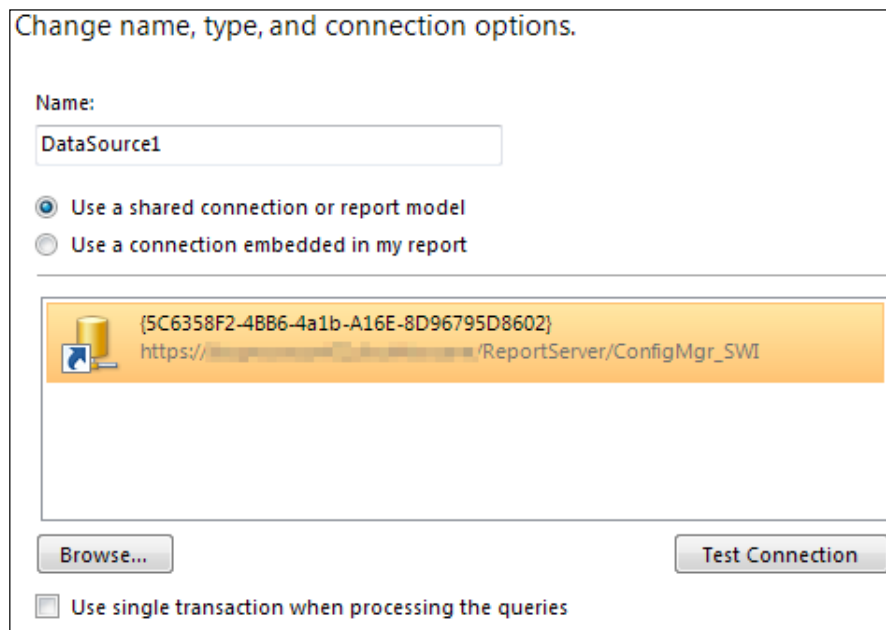 Change name, type, and connection options.
Name:
DataSource1
Use a shared connection or report model
Use a connection embedded in my report
{5C6358F2-4BB6-4a1b-A16E-8D96795D8602}
https:// /ReportServer/ConfigMgr_SWI
Browse...
Test Connection
Use single transaction when processing the queries